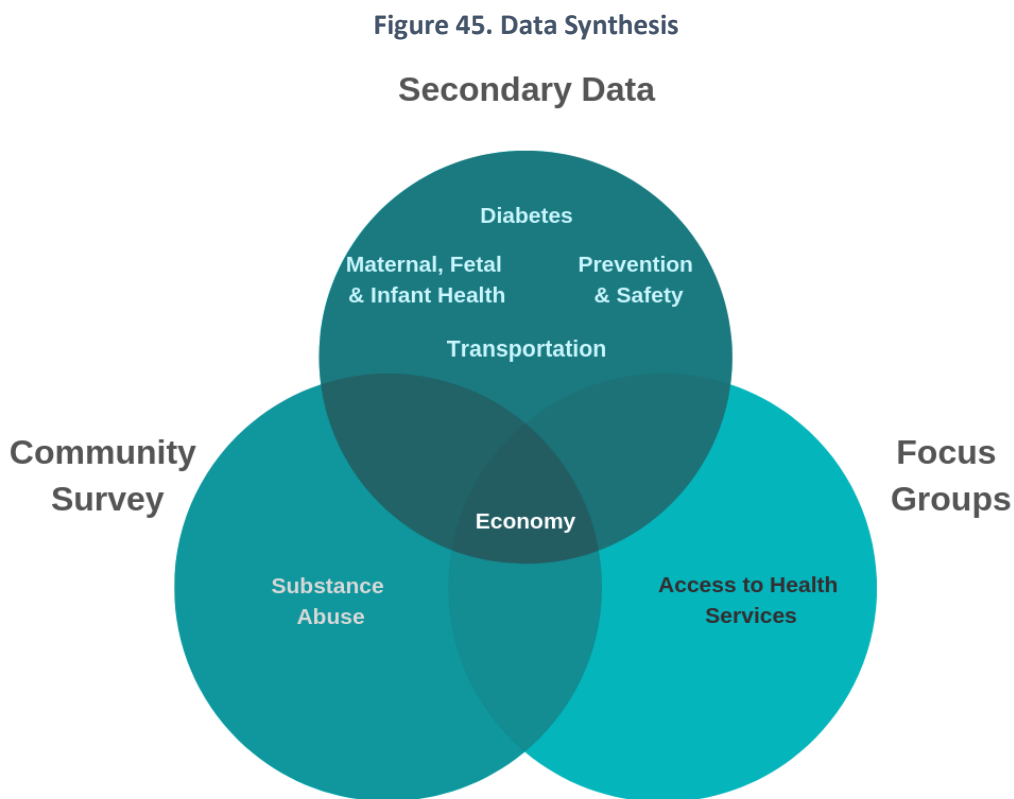 Figure 45. Data Synthesis
Secondary Data
Diabetes
Maternal, Fetal
& Infant Health
Prevention
& Safety
Transportation
Community
Survey
Focus
Groups
Economy
Substance
Abuse
Access to Health
Services